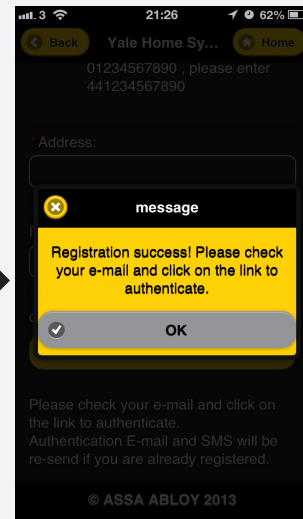 3 21:26 62%
Back Yale Home Sy... Home
01234567890 , please enter
441234567890
*Address:
message
Registration success! Please check
your e-mail and click on the link to
authenticate.
OK
Please check your e-mail and click on
the link to authenticate.
Authentication E-mail and SMS will be
re-send if you are already registered.
© ASSA ABLOY 2013